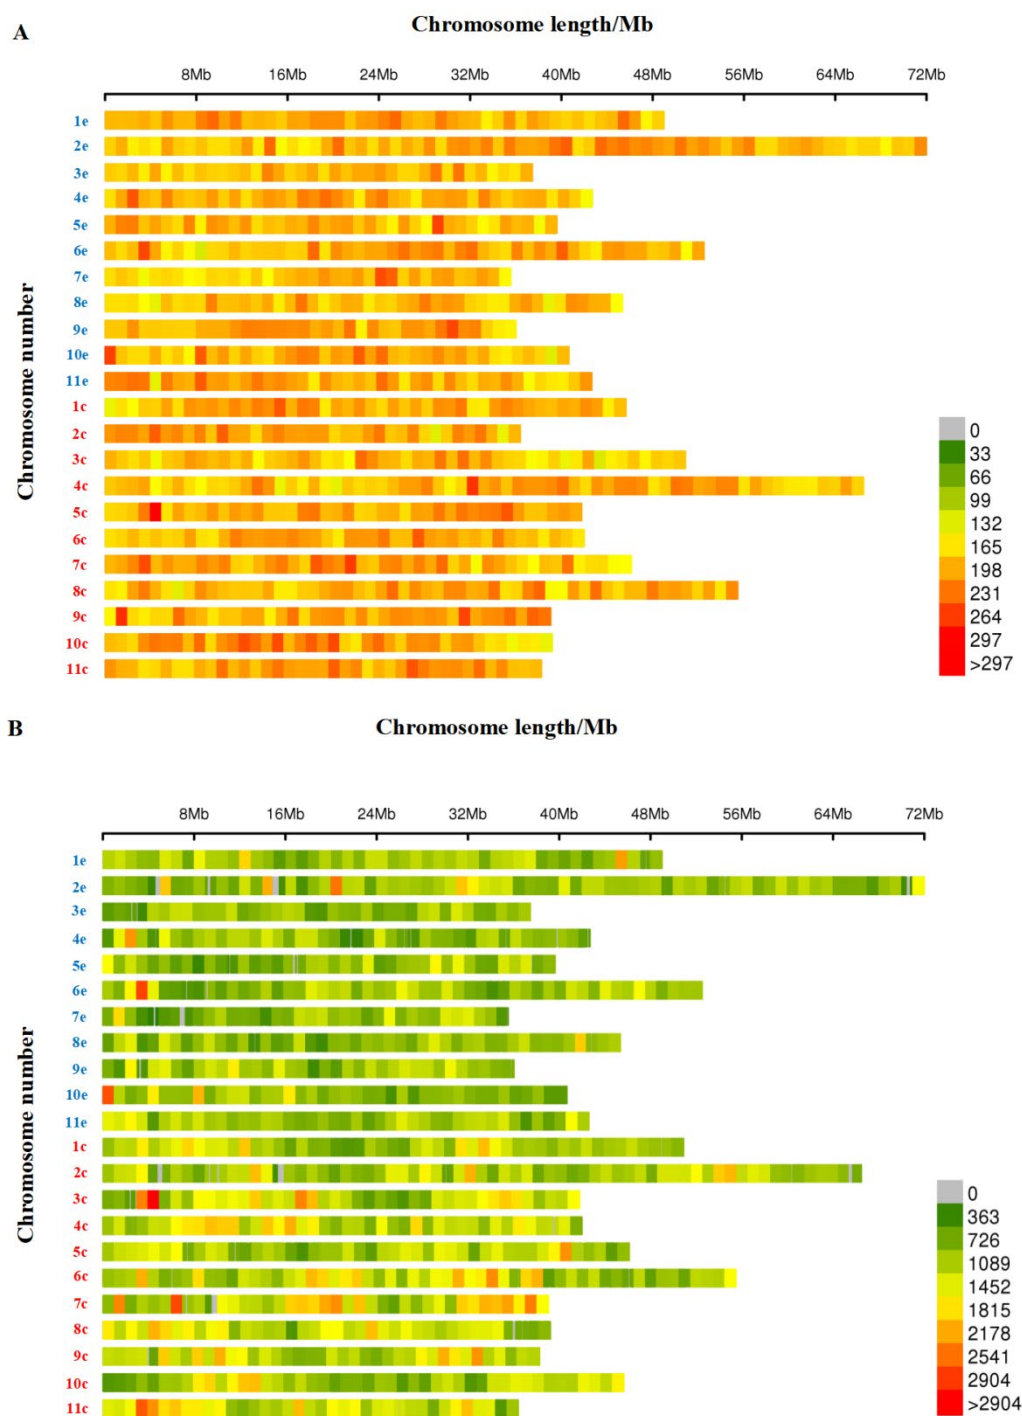 A
Chromosome length/Mb
8Mb 16Mb 24Mb 32Mb 40Mb 48Mb 56Mb 64Mb 72Mb
Chromosome number
1e
2e
3e
4e
5e
6e
7e
8e
9e
10e
11e
1c
2c
3c
4c
5c
6c
7c
8c
9c
10c
11c
0
33
66
99
132
165
198
231
264
297
>297
B
Chromosome length/Mb
8Mb 16Mb 24Mb 32Mb 40Mb 48Mb 56Mb 64Mb 72Mb
Chromosome number
1e
2e
3e
4e
5e
6e
7e
8e
9e
10e
11e
1c
2c
3c
4c
5c
6c
7c
8c
9c
10c
11c
0
363
726
1089
1452
1815
2178
2541
2904
>2904